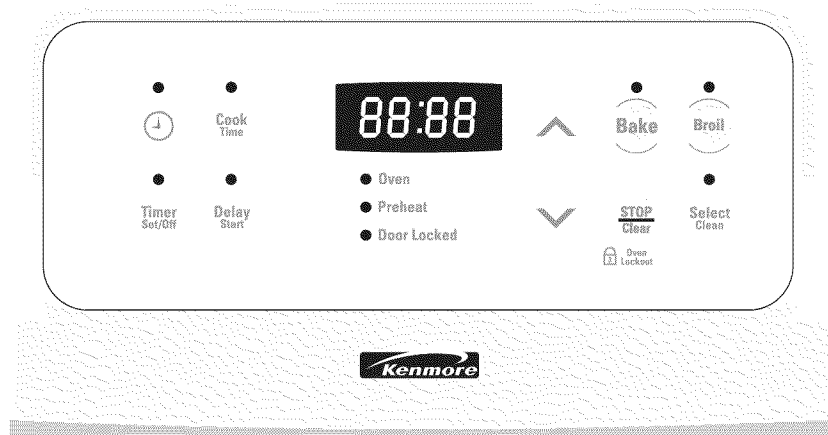 88:88
Cook
Time
Bake
Broil
Oven
Preheat
Door Locked
Timer
Set/Off
Delay
Start
STOP
Clear
Select
Clean
Oven
Lockout
Kenmore